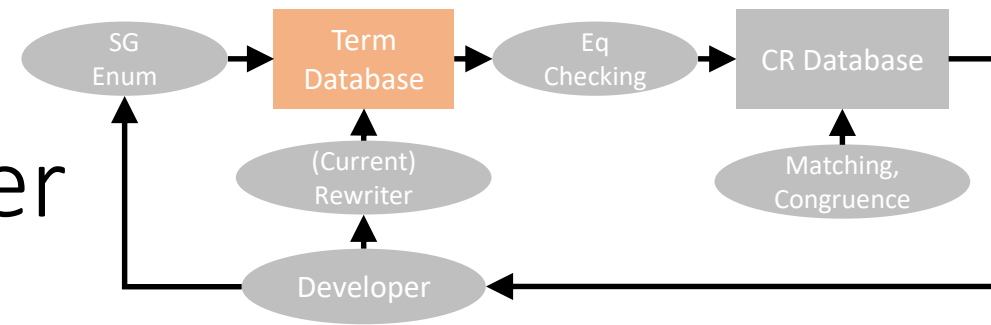 SG
Enum
Term
Database
Eq
Checking
CR Database
er
(Current)
Rewriter
Matching,
Congruence
Developer